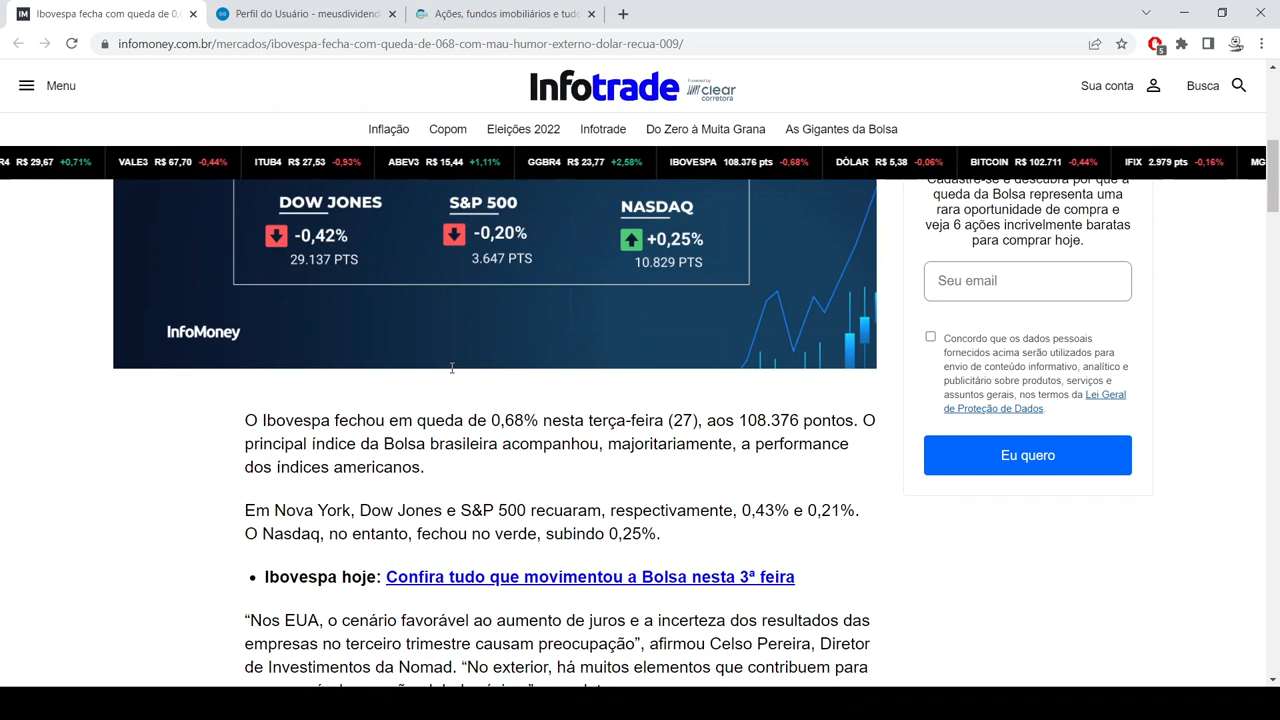 Ibovespa fecha com queda de 0,
Perfil do Usuário - meusdividend
Ações, fundos imobiliários e tudo
infomoney.com.br/mercados/ibovespa-fecha-com-queda-de-068-com-mau-humor-externo-dolar-recua-009/
5
Menu
Infotrade
Powered by
clear
corretora
Sua conta
Busca
Inflação
Copom
Eleições 2022
Infotrade
Do Zero à Muita Grana
As Gigantes da Bolsa
R4 R$ 29,67 +0,71%
VALE3 R$ 67,70 -0,44%
ITUB4 R$ 27,53 -0,93%
ABEV3 R$ 15,44 +1,11%
GGBR4 R$ 23,77 +2,58%
IBOVESPA 108.376 pts -0,68%
DÓLAR R$ 5,38 -0,06%
BITCOIN R$ 102.711 -0,44%
IFIX 2.979 pts -0,16%
MG
DOW JONES
-0,42%
29.137 PTS
S&P 500
-0,20%
3.647 PTS
NASDAQ
+0,25%
10.829 PTS
InfoMoney
Cadastre-se e descubra por que a
queda da Bolsa representa uma
rara oportunidade de compra e
veja 6 ações incrivelmente baratas
para comprar hoje.
Seu email
Concordo que os dados pessoais
fornecidos acima serão utilizados para
envio de conteúdo informativo, analítico e
publicitário sobre produtos, serviços e
assuntos gerais, nos termos da Lei Geral
de Proteção de Dados.
Eu quero
O Ibovespa fechou em queda de 0,68% nesta terça-feira (27), aos 108.376 pontos. O
principal índice da Bolsa brasileira acompanhou, majoritariamente, a performance
dos índices americanos.
Em Nova York, Dow Jones e S&P 500 recuaram, respectivamente, 0,43% e 0,21%.
O Nasdaq, no entanto, fechou no verde, subindo 0,25%.
• Ibovespa hoje: Confira tudo que movimentou a Bolsa nesta 3ª feira
“Nos EUA, o cenário favorável ao aumento de juros e a incerteza dos resultados das
empresas no terceiro trimestre causam preocupação”, afirmou Celso Pereira, Diretor
de Investimentos da Nomad. “No exterior, há muitos elementos que contribuem para